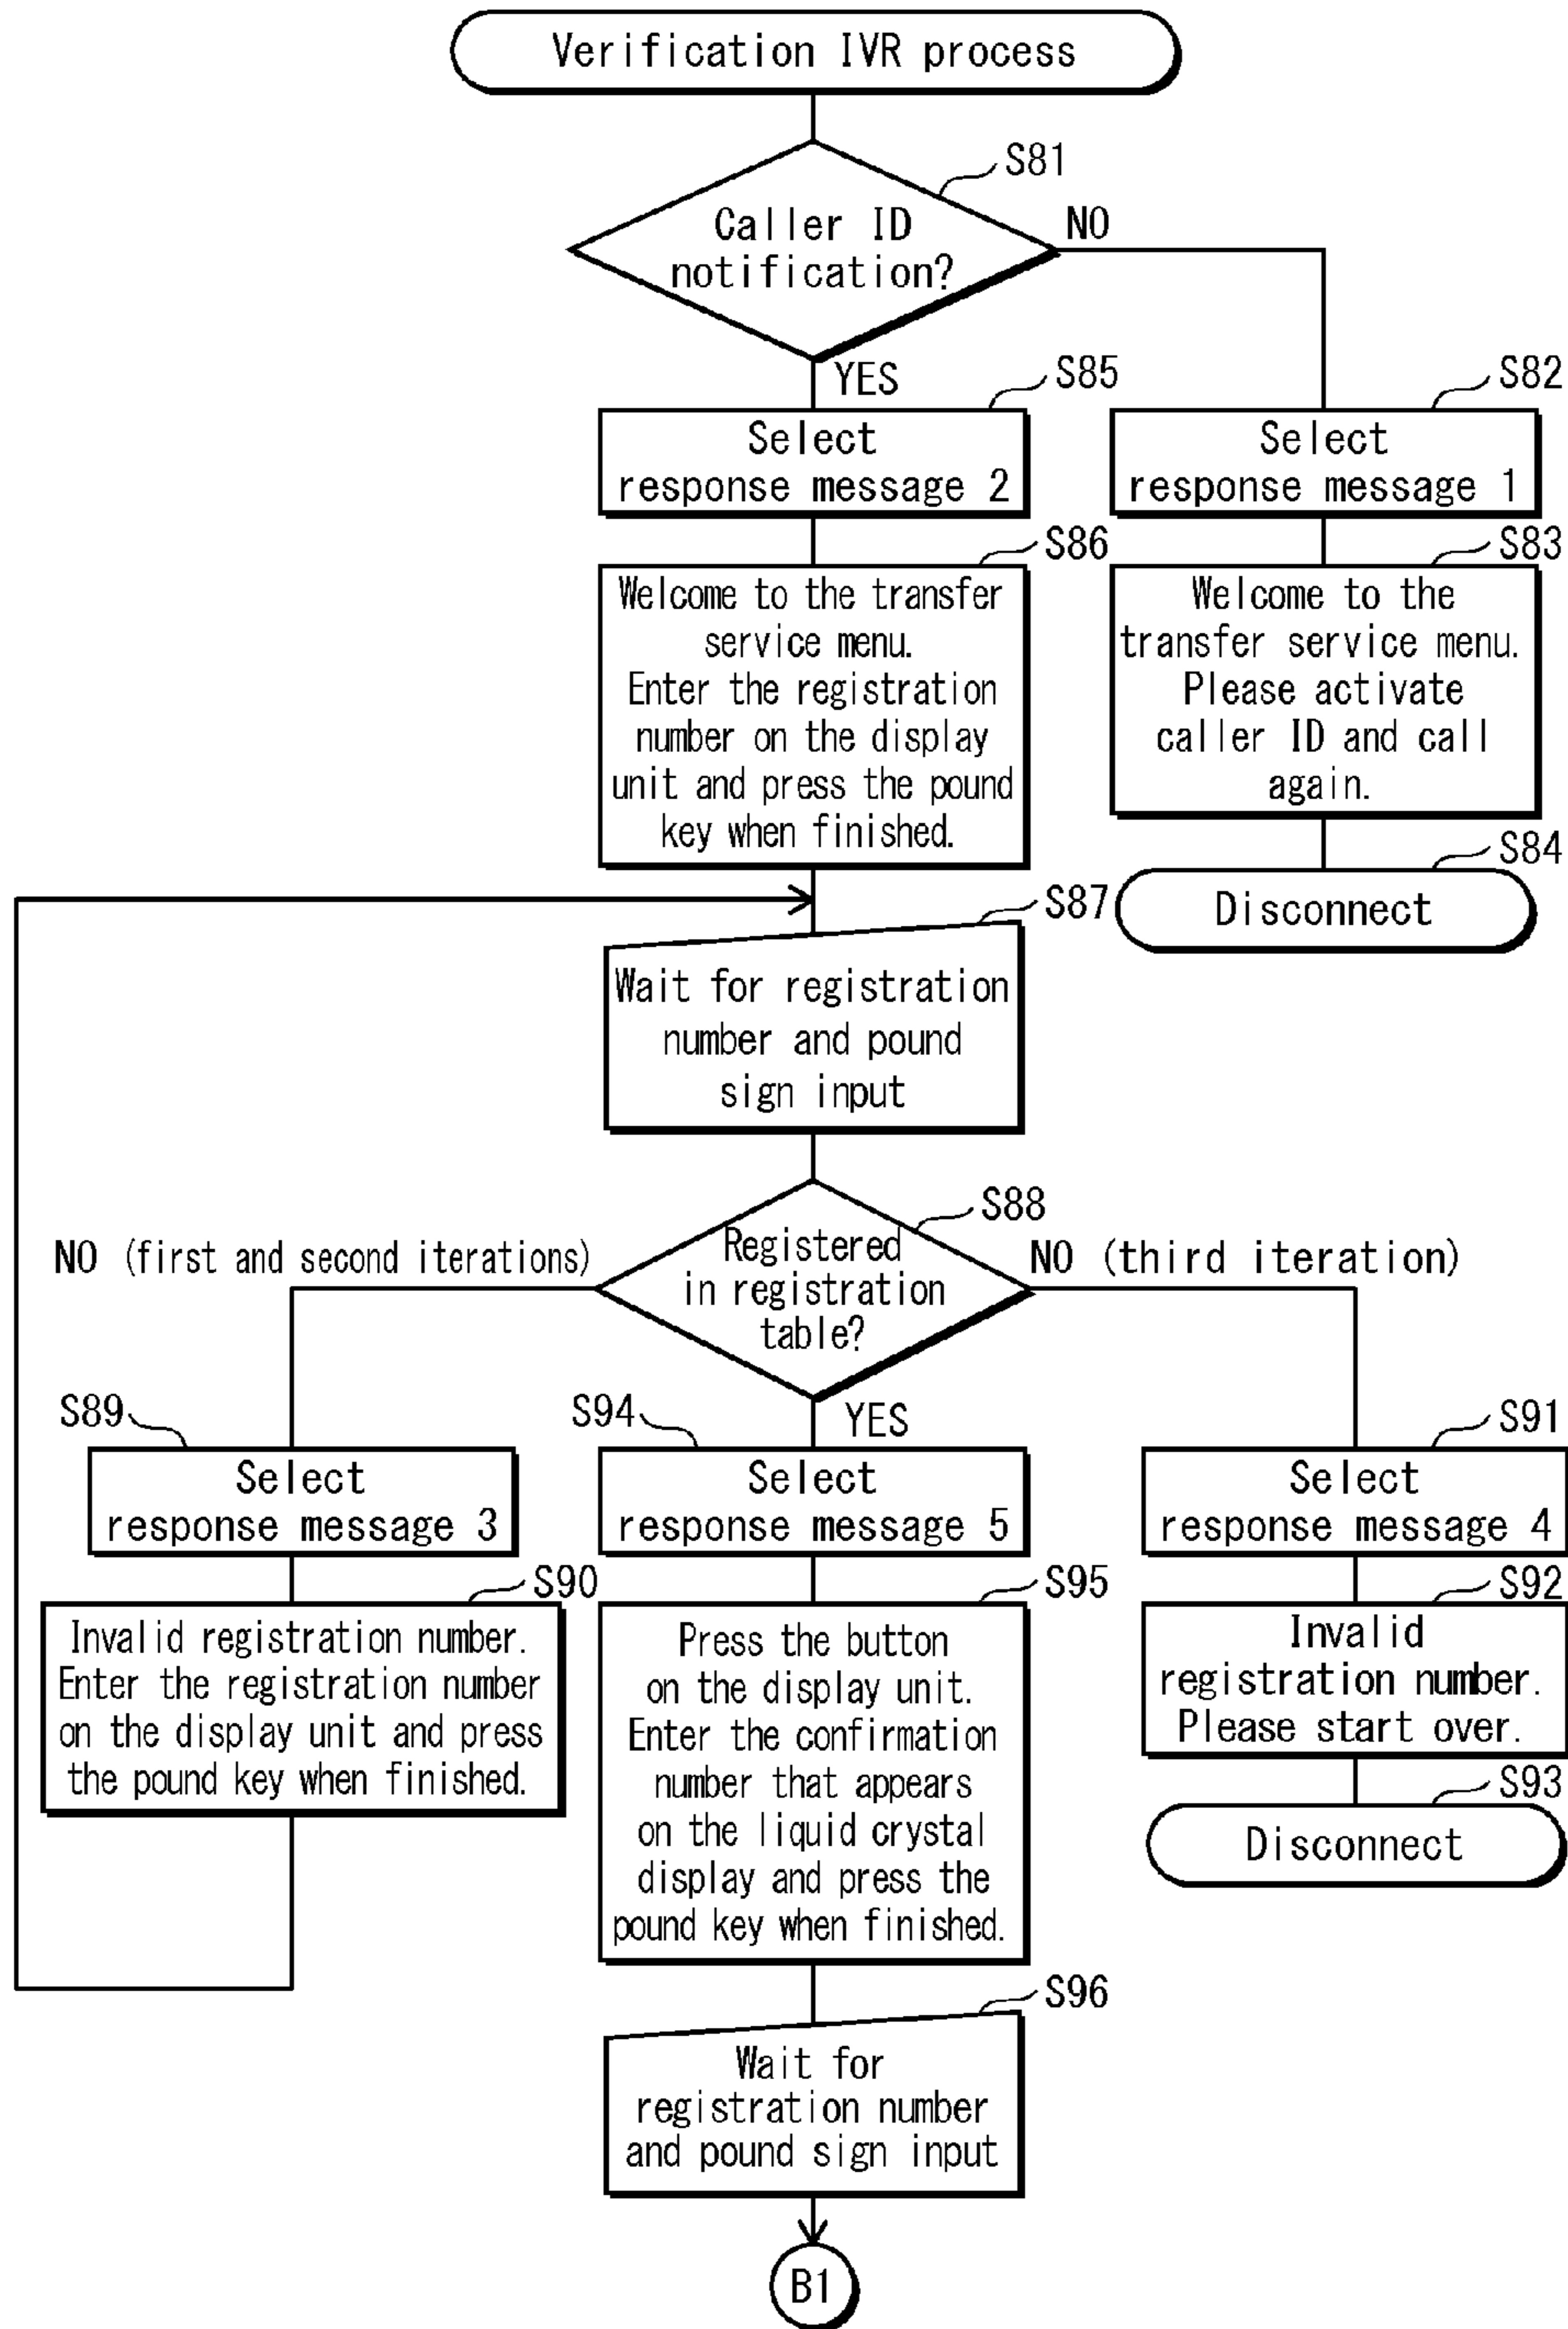 Verification IVR process
S81
Caller ID
notification?
NO
YES
S85
Select
response message 2
S82
Select
response message 1
S86
Welcome to the transfer
service menu.
Enter the registration
number on the display
unit and press the pound
key when finished.
S83
Welcome to the
transfer service menu.
Please activate
caller ID and call
again.
S84
Disconnect
S87
Wait for registration
number and pound
sign input
S88
Registered
in registration
table?
NO (first and second iterations)
NO (third iteration)
YES
S89
Select
response message 3
S94
Select
response message 5
S91
Select
response message 4
S90
Invalid registration number.
Enter the registration number
on the display unit and press
the pound key when finished.
S95
Press the button
on the display unit.
Enter the confirmation
number that appears
on the liquid crystal
display and press the
pound key when finished.
S92
Invalid
registration number.
Please start over.
S93
Disconnect
S96
Wait for
registration number
and pound sign input
B1